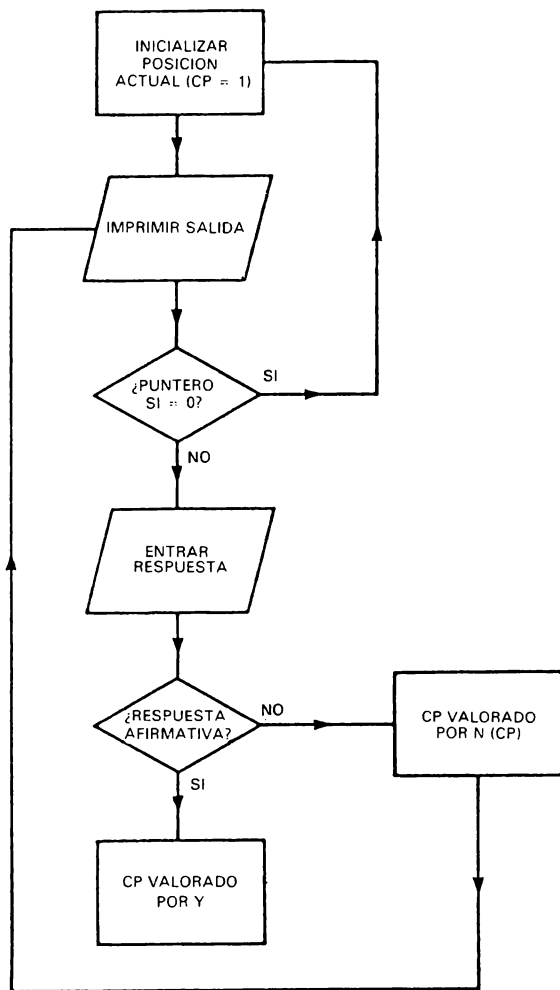 INICIALIZAR
POSICION
ACTUAL (CP = 1)
IMPRIMIR SALIDA
¿PUNTERO
SI = 0?
SI
NO
ENTRAR
RESPUESTA
¿RESPUESTA
AFIRMATIVA?
NO
SI
CP VALORADO
POR N (CP)
CP VALORADO
POR Y